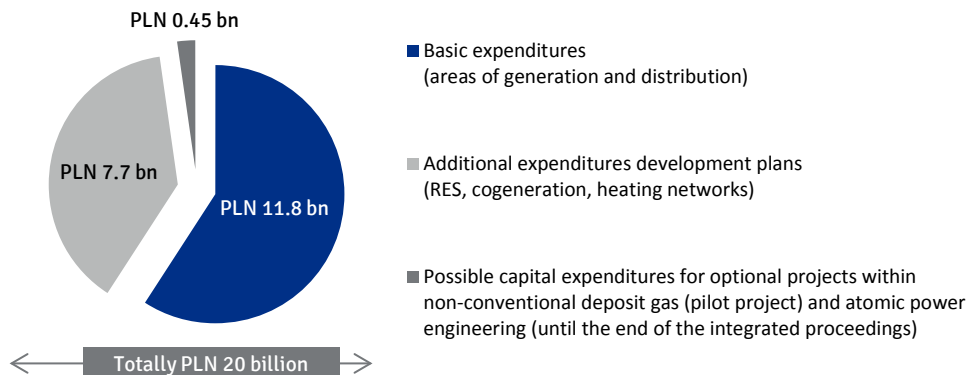 PLN 0.45 bn
PLN 7.7 bn
PLN 11.8 bn
Totally PLN 20 billion
Basic expenditures
(areas of generation and distribution)
Additional expenditures development plans
(RES, cogeneration, heating networks)
Possible capital expenditures for optional projects within
non-conventional deposit gas (pilot project) and atomic power
engineering (until the end of the integrated proceedings)